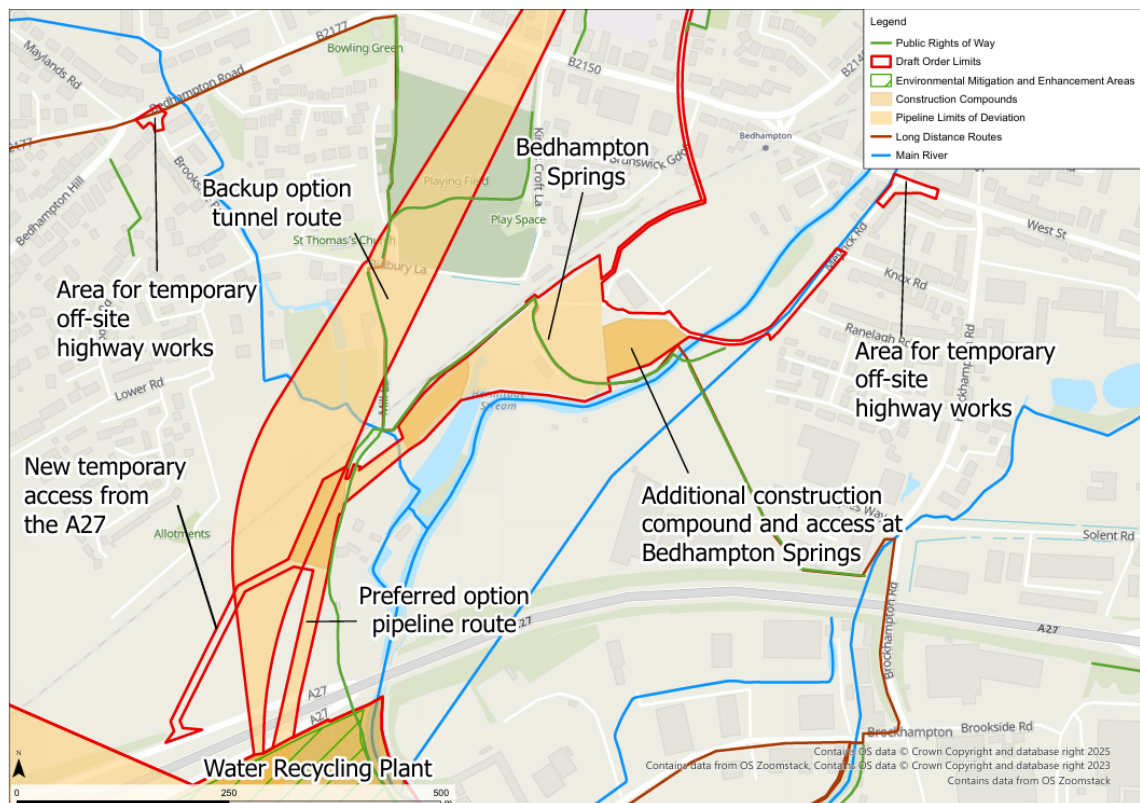 Legend
Public Rights of Way
Draft Order Limits
Environmental Mitigation and Enhancement Areas
Construction Compounds
Pipeline Limits of Deviation
Long Distance Routes
Main River
B2177
Maylands Rd
Bowling Green
Bedhampton Road
B2150
Bedhampton
Bedhampton
Springs
Backup option
tunnel route
Playing Field
Play Space
St Thomas's Church
Bedhampton Hill
West St
Knox Rd
Ranelagh Rd
Area for temporary
off-site
highway works
Area for temporary
off-site
highway works
Lower Rd
Stream
New temporary
access from
the A27
Allotments
Additional construction
compound and access at
Bedhampton Springs
Solent Rd
Preferred option
pipeline route
A27
A27
A27
A27
Brockhampton Rd
Brockhampton
Brookside Rd
Water Recycling Plant
Contains OS data © Crown Copyright and database right 2025
Contains data from OS Zoomstack, Contains OS data © Crown Copyright and database right 2023
Contains data from OS Zoomstack
N
0 250 500
m